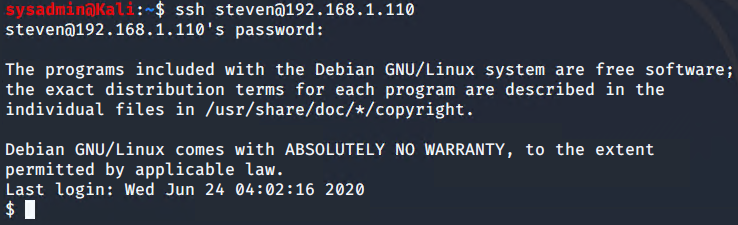 sysadmin@Kali:~$ ssh steven@192.168.1.110
steven@192.168.1.110's password:
The programs included with the Debian GNU/Linux system are free software;
the exact distribution terms for each program are described in the
individual files in /usr/share/doc/*/copyright.
Debian GNU/Linux comes with ABSOLUTELY NO WARRANTY, to the extent
permitted by applicable law.
Last login: Wed Jun 24 04:02:16 2020
$